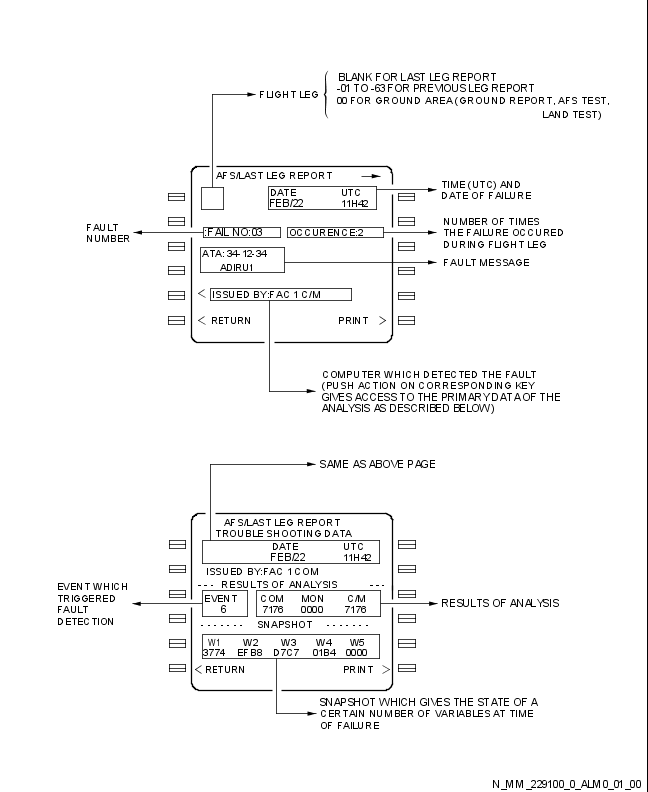 BLANK FOR LAST LEG REPORT
FLIGHT LEG
-01 TO -63 FOR PREVIOUS LEG REPORT
00 FOR GROUND AREA (GROUND REPORT, AFS TEST,
LAND TEST)
AFS/LAST LEG REPORT
DATE UTC
FEB/22 11H42
TIME (UTC) AND
DATE OF FAILURE
FAULT
NUMBER
:FAIL NO:03
OCCURENCE:2
NUMBER OF TIMES
THE FAILURE OCCURED
DURING FLIGHT LEG
ATA: 34-12-34
ADIRU1
FAULT MESSAGE
< ISSUED BY:FAC 1 C/M
< RETURN PRINT >
COMPUTER WHICH DETECTED THE FAULT
(PUSH ACTION ON CORRESPONDING KEY
GIVES ACCESS TO THE PRIMARY DATA OF THE
ANALYSIS AS DESCRIBED BELOW)
SAME AS ABOVE PAGE
AFS/LAST LEG REPORT
TROUBLE SHOOTING DATA
DATE UTC
FEB/22 11H42
ISSUED BY:FAC 1 COM
--- RESULTS OF ANALYSIS ---
EVENT WHICH
TRIGGERED
FAULT
DETECTION
EVENT
6
COM MON C/M
7176 0000 7176
RESULTS OF ANALYSIS
------- SNAPSHOT -------
W1 W2 W3 W4 W5
3774 EFB8 D7C7 01B4 0000
< RETURN PRINT >
SNAPSHOT WHICH GIVES THE STATE OF A
CERTAIN NUMBER OF VARIABLES AT TIME
OF FAILURE
N_MM_229100_0_ALM0_01_00